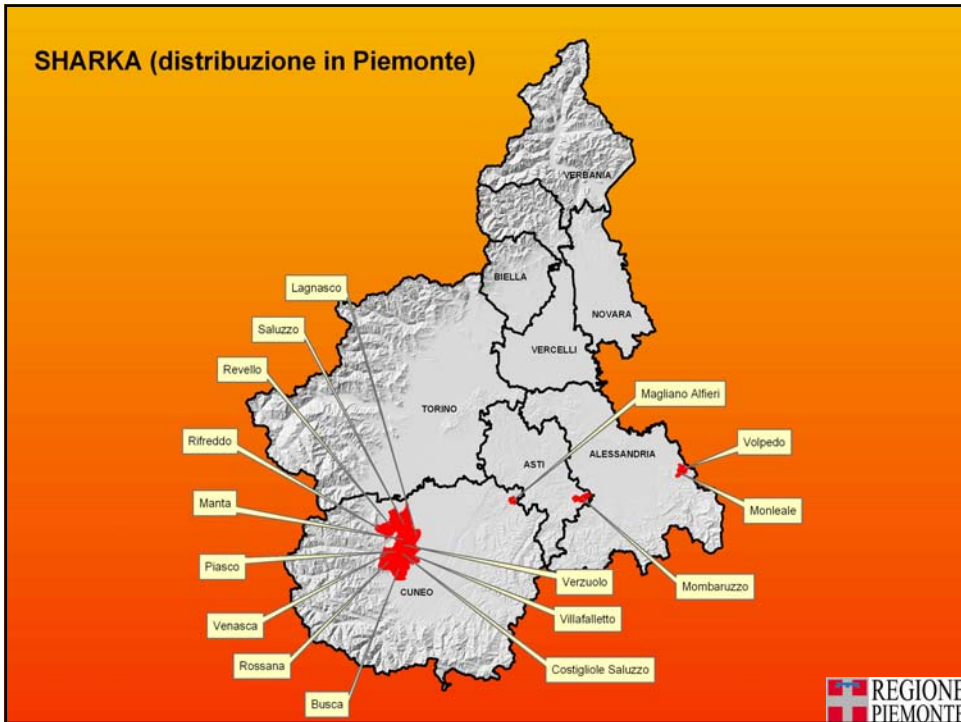 SHARKA (distribuzione in Piemonte)
VERBANIA
BIELLA
NOVARA
VERCELLI
TORINO
ASTI
ALESSANDRIA
CUNEO
Lagnasco
Saluzzo
Revello
Rifreddo
Manta
Piasco
Venasca
Rossana
Busca
Magliano Alfieri
Volpedo
Monleale
Mombaruzzo
Verzuolo
Villafalletto
Costigliole Saluzzo
REGIONE
PIEMONTE